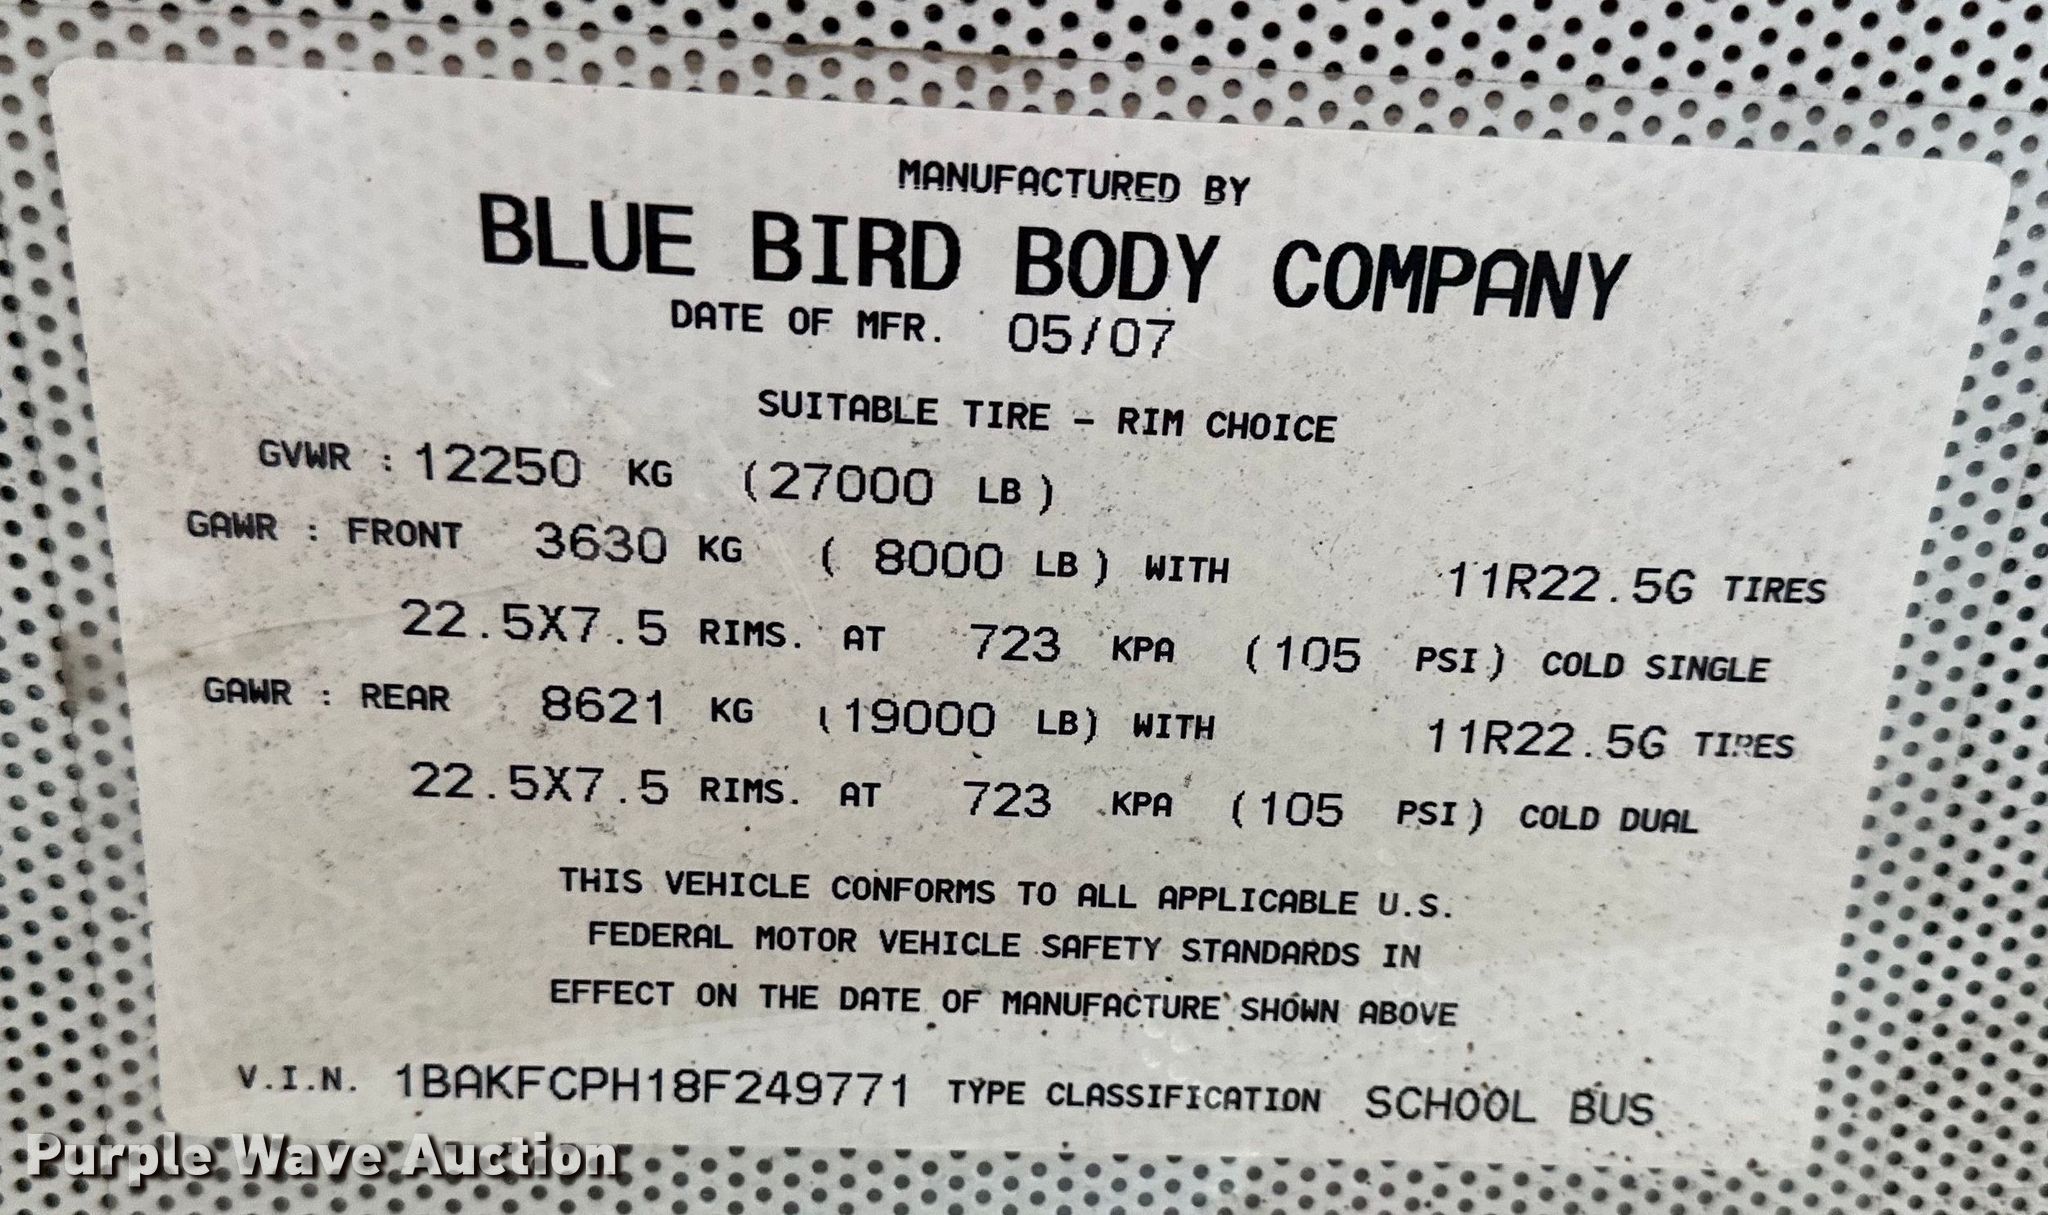 MANUFACTURED BY
BLUE BIRD BODY COMPANY
DATE OF MFR. 05/07
SUITABLE TIRE - RIM CHOICE
GVWR : 12250 KG (27000 LB)
GAWR : FRONT 3630 KG ( 8000 LB) WITH 11R22.5G TIRES
22.5X7.5 RIMS. AT 723 KPA (105 PSI) COLD SINGLE
GAWR : REAR 8621 KG (19000 LB) WITH 11R22.5G TIRES
22.5X7.5 RIMS. AT 723 KPA (105 PSI) COLD DUAL
THIS VEHICLE CONFORMS TO ALL APPLICABLE U.S.
FEDERAL MOTOR VEHICLE SAFETY STANDARDS IN
EFFECT ON THE DATE OF MANUFACTURE SHOWN ABOVE
V.I.N. 1BAKFCPH18F249771 TYPE CLASSIFICATION SCHOOL BUS
Purple Wave Auction